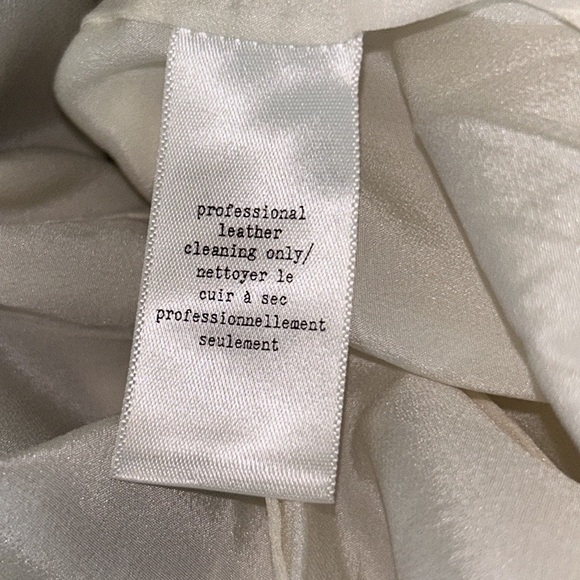 professional
leather
cleaning only/
nettoyer le
cuir à sec
professionnellement
seulement